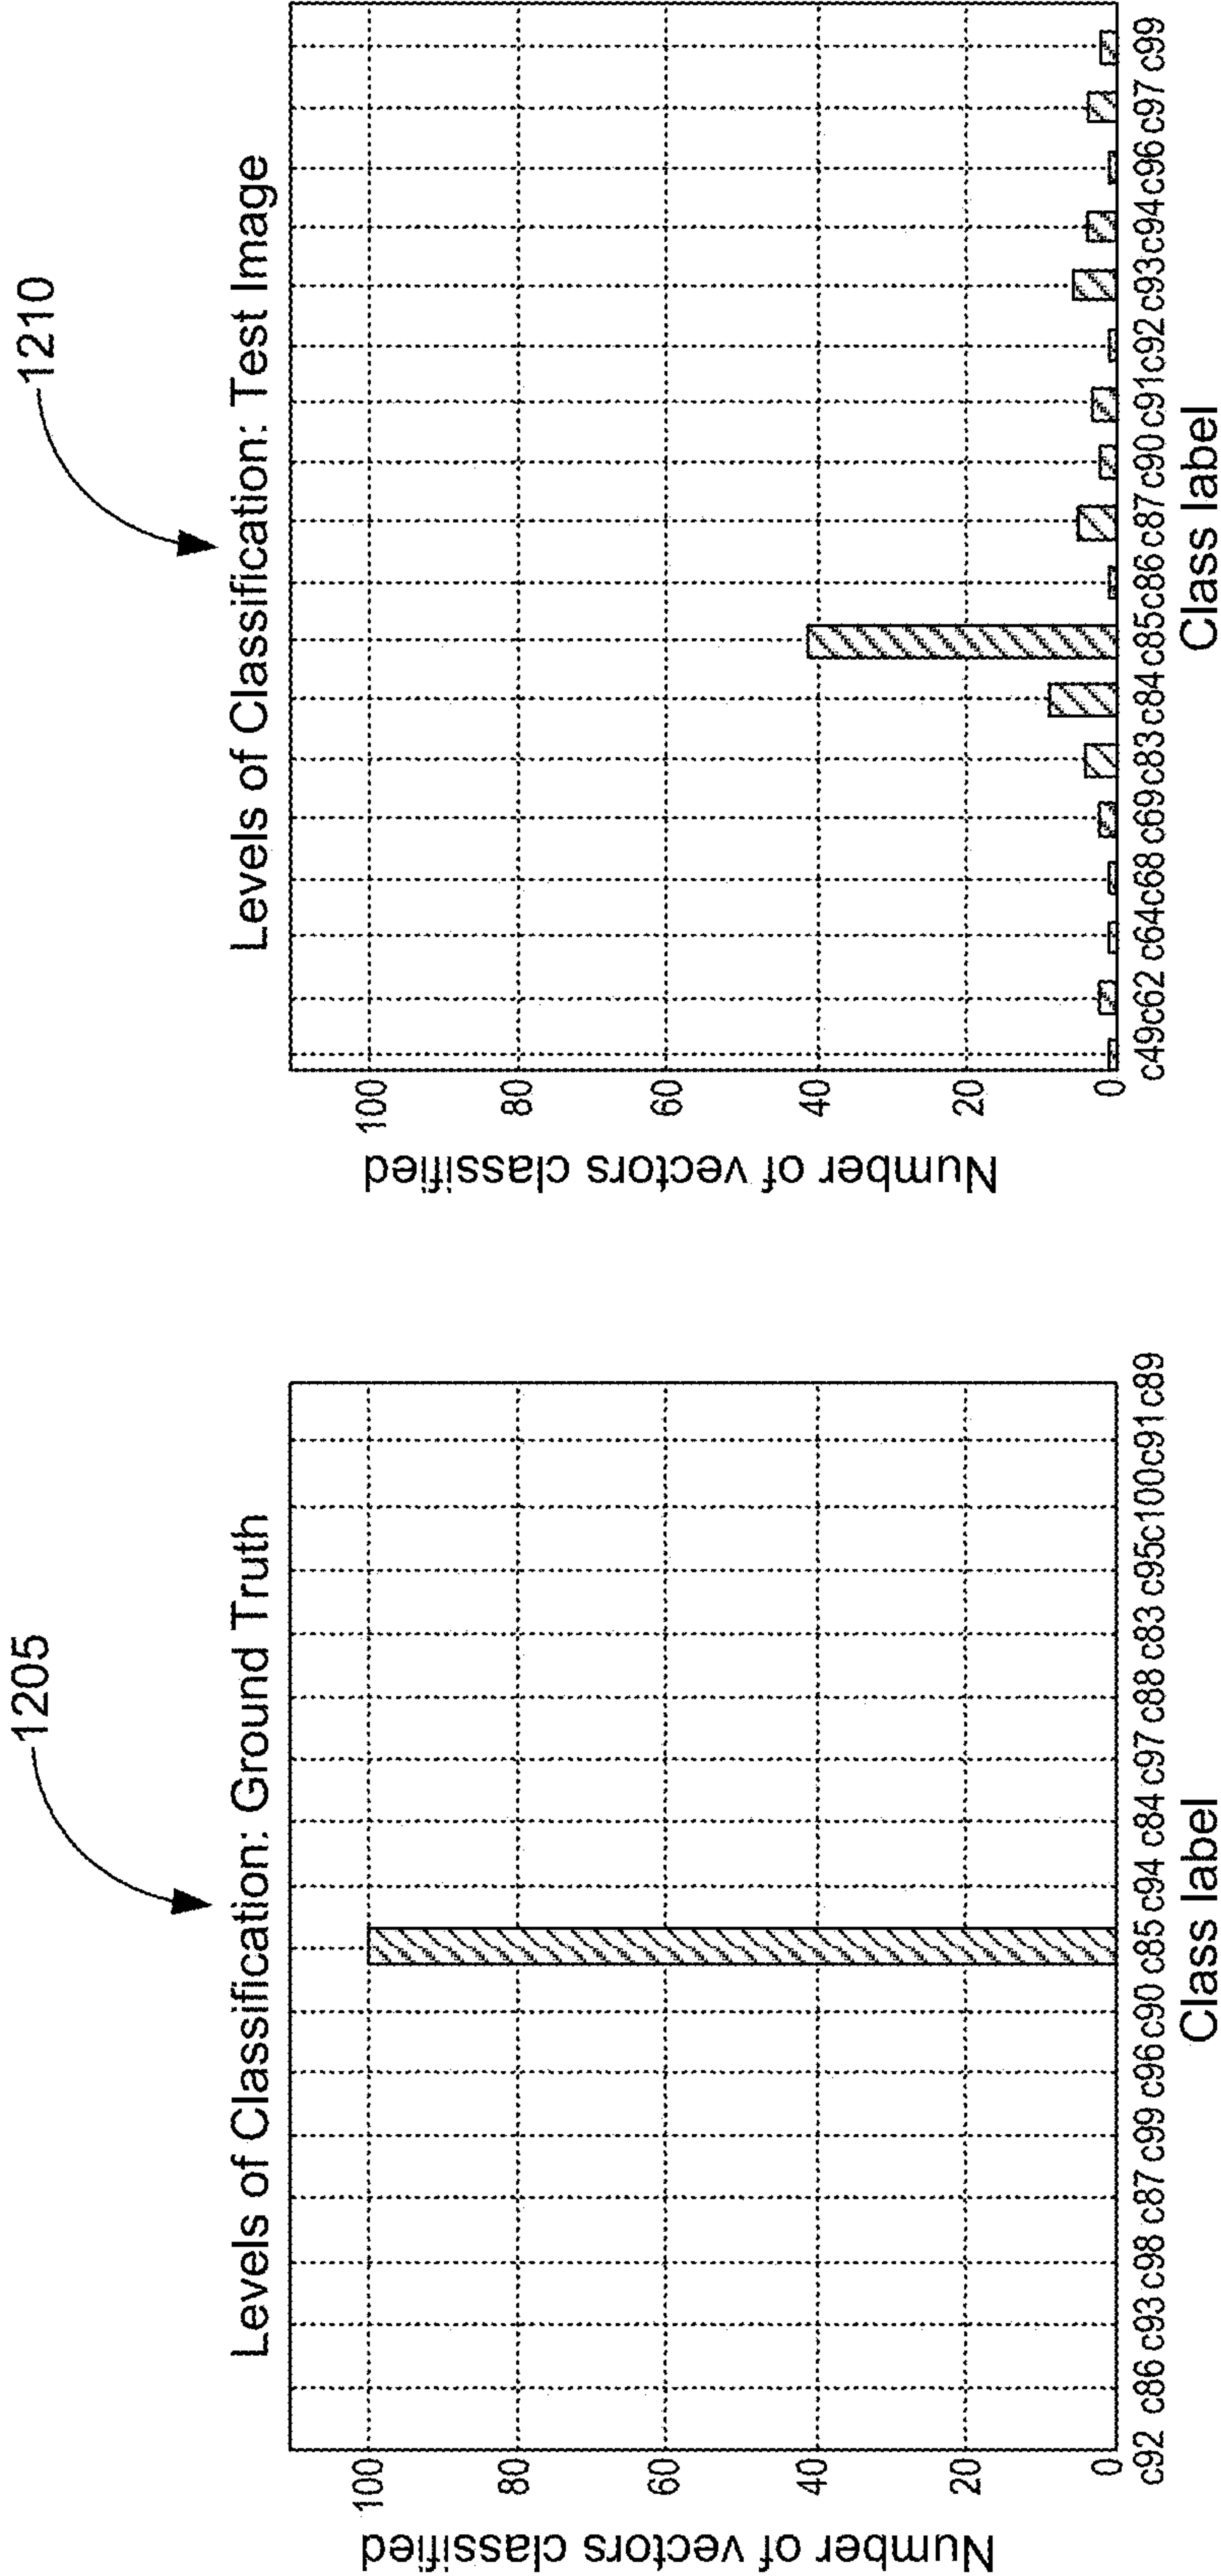 1205
Levels of Classification: Ground Truth
Number of vectors classified
100
80
60
40
20
0
c92 c86 c93 c98 c87 c99 c96 c90 c85 c94 c84 c97 c88 c83 c95 c100 c91 c89
Class label
1210
Levels of Classification: Test Image
Number of vectors classified
100
80
60
40
20
0
c49 c62 c64 c68 c69 c83 c84 c85 c86 c87 c90 c91 c92 c93 c94 c96 c97 c99
Class label